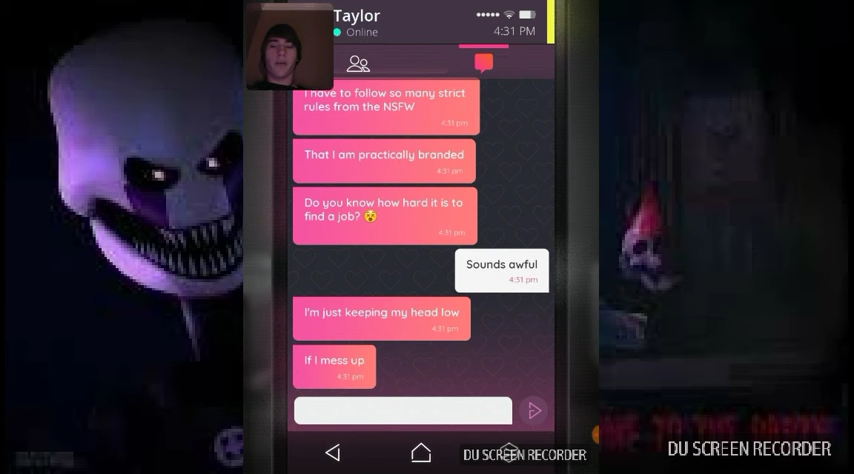 Taylor
Online
4:31 PM
I have to follow so many strict
rules from the NSFW
4:31 pm
That I am practically branded
4:31 pm
Do you know how hard it is to
find a job? 😵
4:31 pm
Sounds awful
4:31 pm
I'm just keeping my head low
4:31 pm
If I mess up
4:31 pm
DU SCREEN RECORDER
DU SCREEN RECORDER